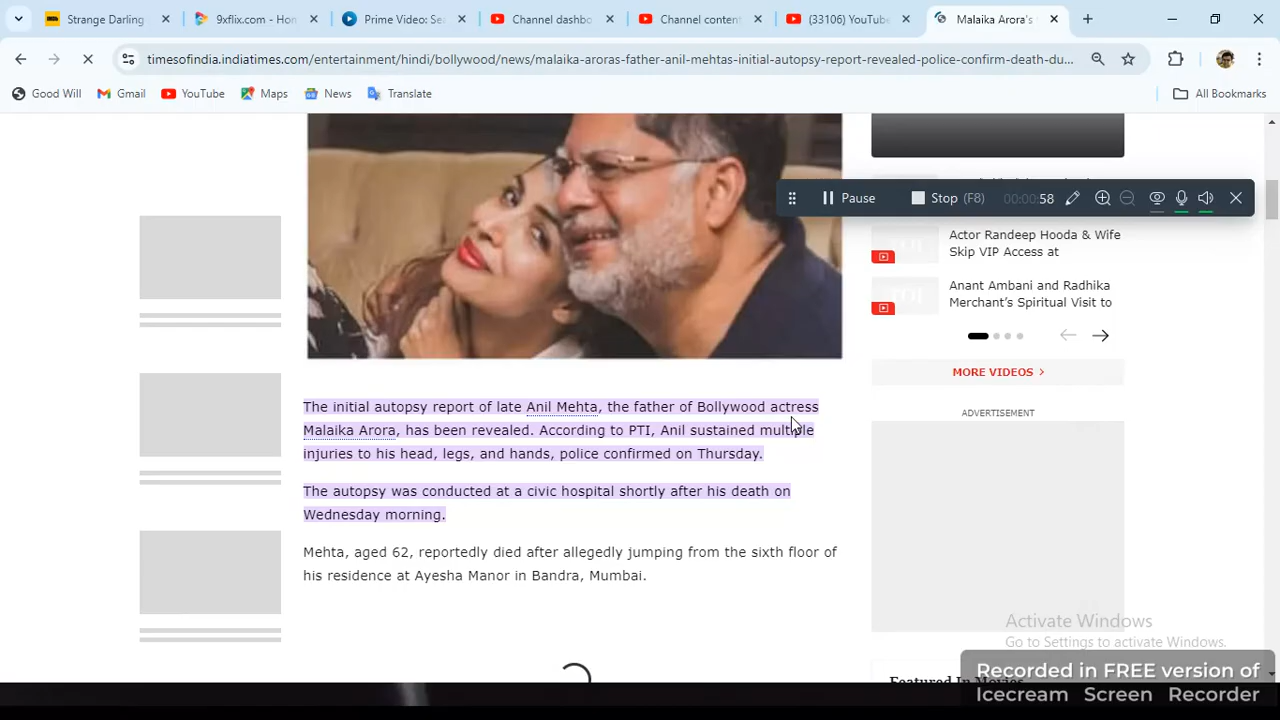 Strange Darling
9xflix.com - Hon
Prime Video: Se
Channel dashbo
Channel conten
(33106) YouTube
Malaika Arora's
timesofindia.indiatimes.com/entertainment/hindi/bollywood/news/malaika-aroras-father-anil-mehtas-initial-autopsy-report-revealed-police-confirm-death-du...
Good Will
Gmail
YouTube
Maps
News
Translate
All Bookmarks
Pause
Stop (F8)
00:00:58
Actor Randeep Hooda & Wife
Skip VIP Access at
Anant Ambani and Radhika
Merchant's Spiritual Visit to
MORE VIDEOS
ADVERTISEMENT
The initial autopsy report of late Anil Mehta, the father of Bollywood actress
Malaika Arora, has been revealed. According to PTI, Anil sustained multiple
injuries to his head, legs, and hands, police confirmed on Thursday.
The autopsy was conducted at a civic hospital shortly after his death on
Wednesday morning.
Mehta, aged 62, reportedly died after allegedly jumping from the sixth floor of
his residence at Ayesha Manor in Bandra, Mumbai.
Activate Windows
Go to Settings to activate Windows.
Featured In Movies
Recorded in FREE version of
Icecream Screen Recorder